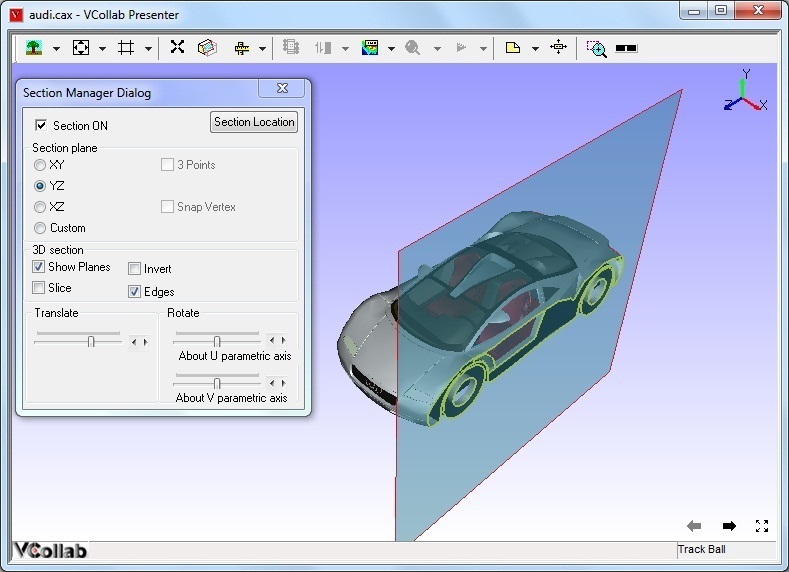 audi.cax - VCollab Presenter
Section Manager Dialog
Section ON
Section Location
Section plane
XY
3 Points
YZ
XZ
Snap Vertex
Custom
3D section
Show Planes
Invert
Slice
Edges
Translate
Rotate
About U parametric axis
About V parametric axis
Y
Z
X
VCollab
Track Ball